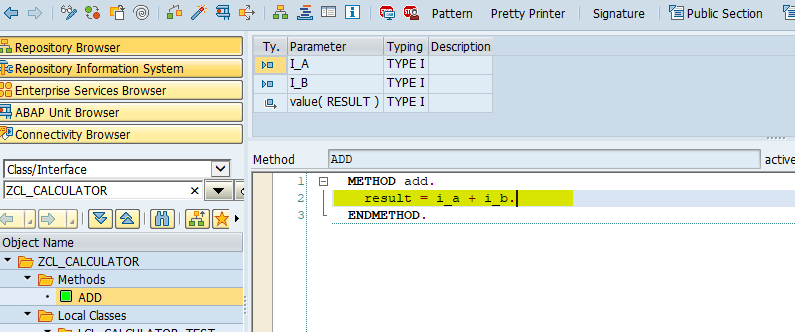 Pattern Pretty Printer Signature Public Section
Repository Browser
Repository Information System
Enterprise Services Browser
ABAP Unit Browser
Connectivity Browser
Class/Interface
ZCL_CALCULATOR
Object Name
ZCL_CALCULATOR
Methods
ADD
Local Classes
LCL_CALCULATOR_TEST
Ty. Parameter Typing Description
I_A TYPE I
I_B TYPE I
value( RESULT ) TYPE I
Method ADD active
1 METHOD add.
2 result = i_a + i_b.
3 ENDMETHOD.